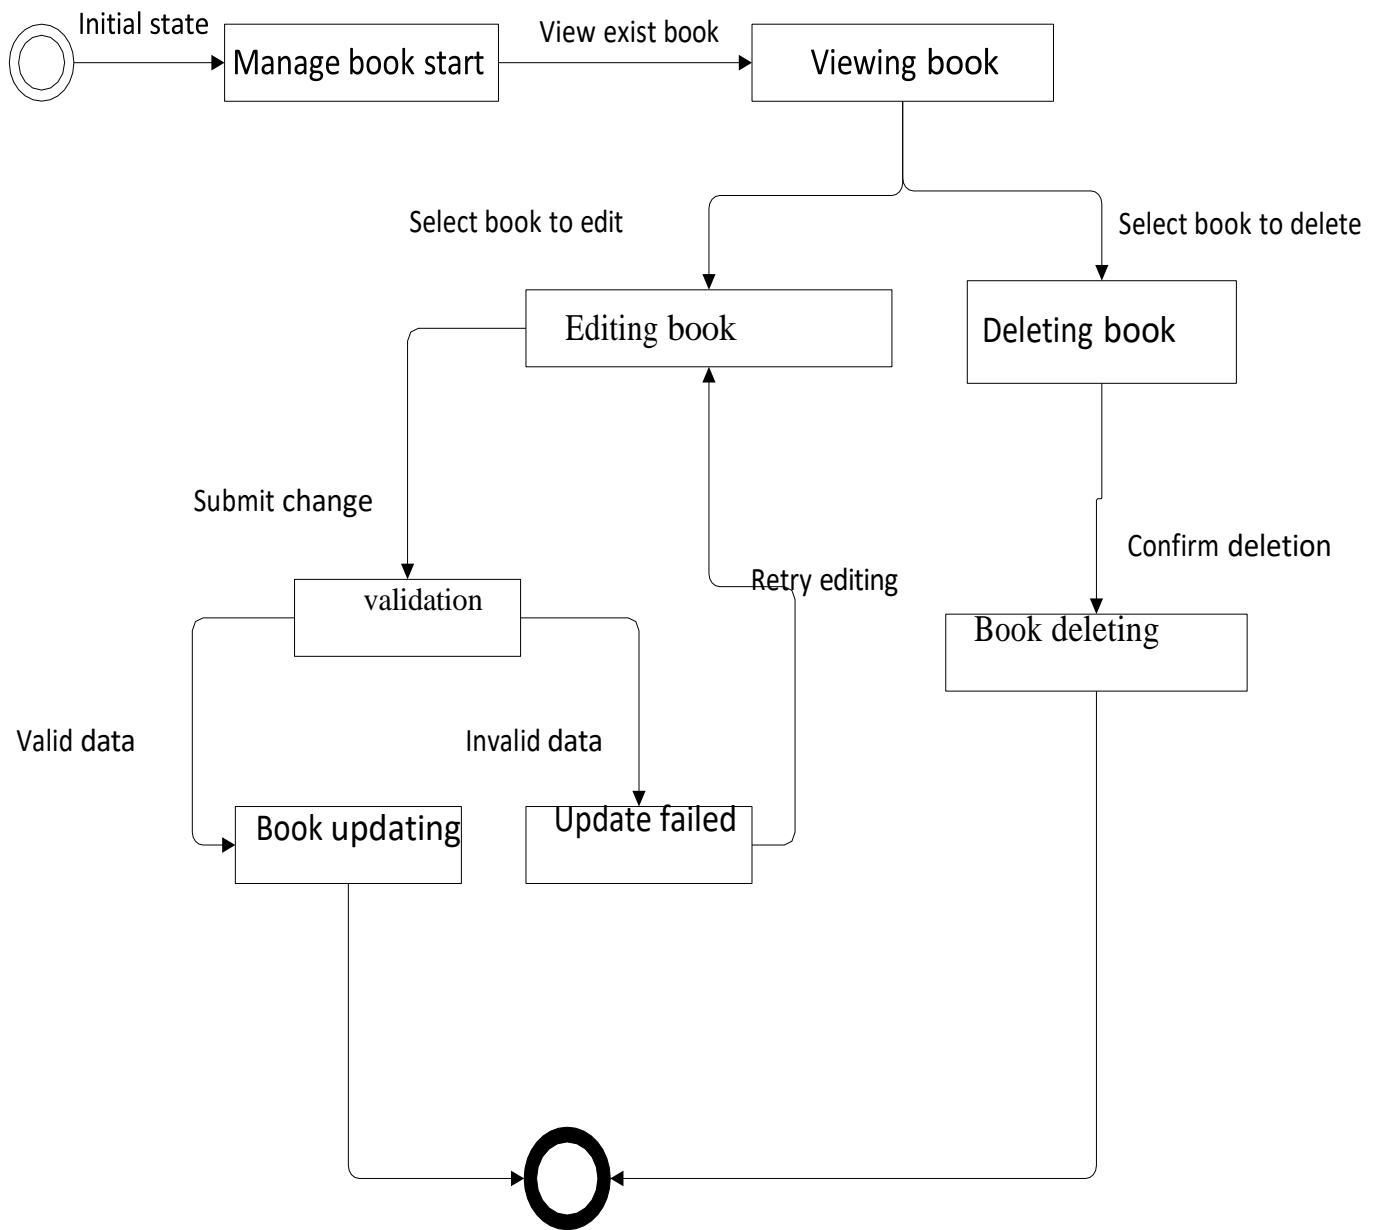 Initial state
Manage book start
View exist book
Viewing book
Select book to edit
Select book to delete
Editing book
Deleting book
Submit change
Confirm deletion
Retry editing
validation
Book deleting
Valid data
Invalid data
Book updating
Update failed